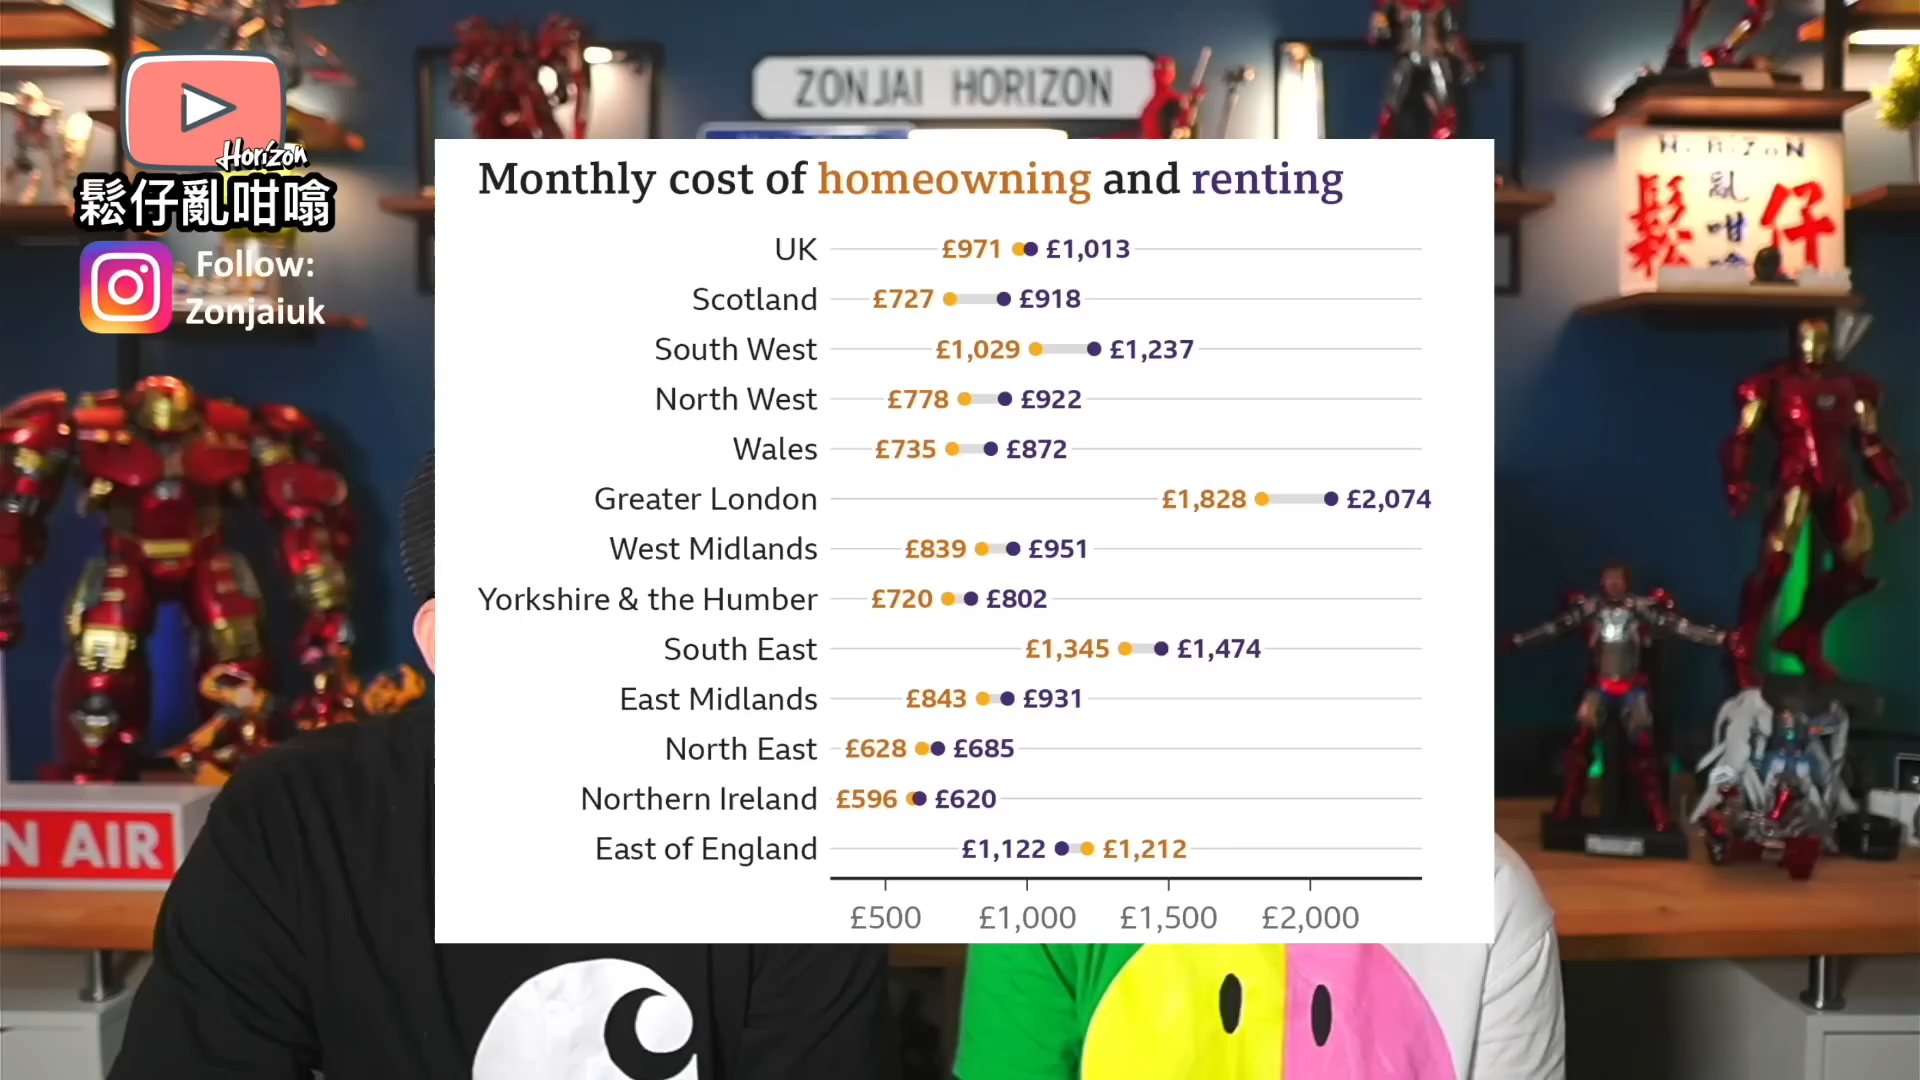 ZONJAI HORIZON
Horizon
鬆仔亂咁噏
Follow:
Zonjaiuk
HORiZoN
鬆
亂
咁
仔
N AIR
Monthly cost of homeowning and renting
UK £971 £1,013
Scotland £727 £918
South West £1,029 £1,237
North West £778 £922
Wales £735 £872
Greater London £1,828 £2,074
West Midlands £839 £951
Yorkshire & the Humber £720 £802
South East £1,345 £1,474
East Midlands £843 £931
North East £628 £685
Northern Ireland £596 £620
East of England £1,122 £1,212
£500 £1,000 £1,500 £2,000